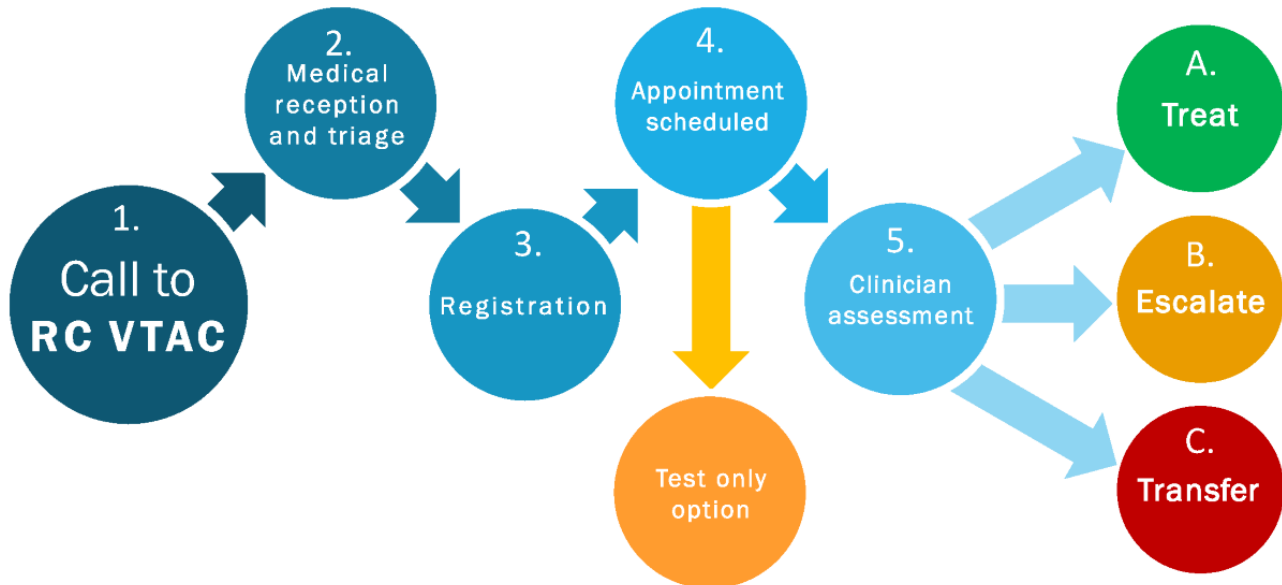 1.
Call to
RC VTAC
2.
Medical
reception
and triage
3.
Registration
4.
Appointment
scheduled
Test only
option
5.
Clinician
assessment
A.
Treat
B.
Escalate
C.
Transfer